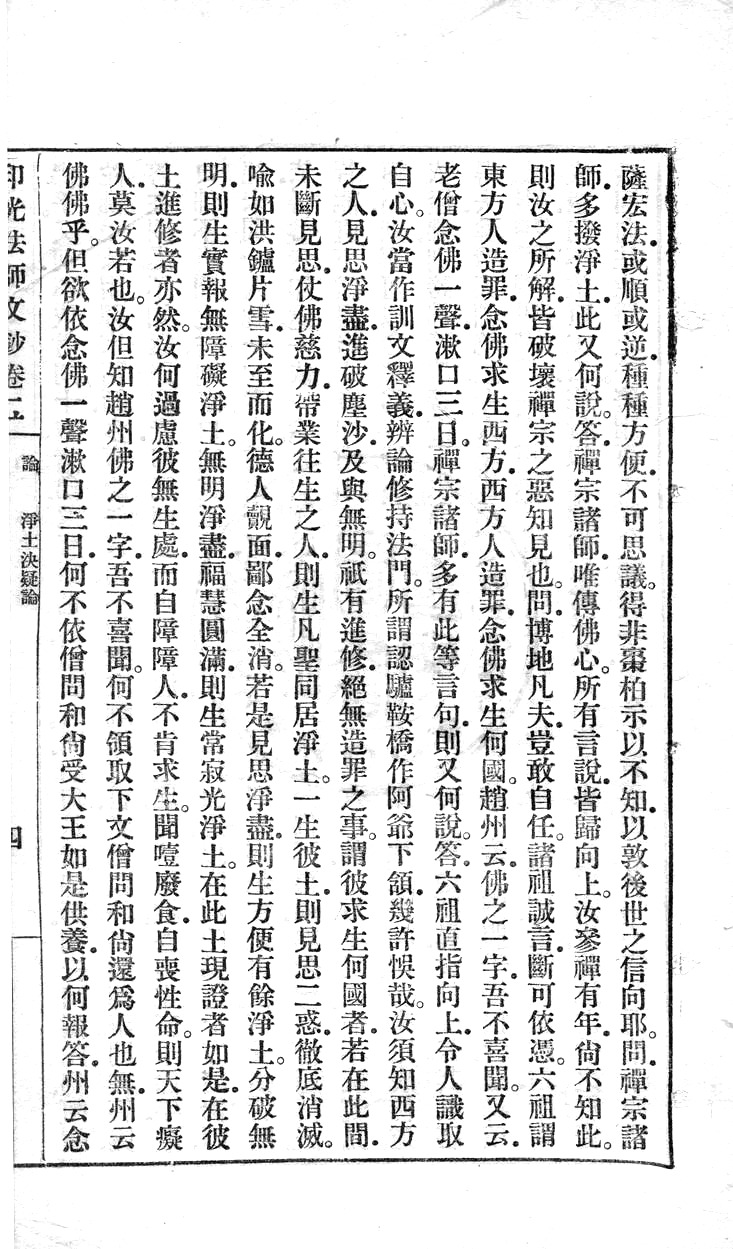 薩宏法.或順或逆.種種方便.不可思議。得非棗柏示以不知.以敦後世之信向耶。問.禪宗諸
師.多撥淨土.此又何說.答.禪宗諸師.唯傳佛心。所有言說.皆歸向上。汝參禪有年.尙不知此。
則汝之所解.皆破壞禪宗之惡知見也。問.博地凡夫.豈敢自任。諸祖誠言.斷可依憑。六祖謂
東方人造罪.念佛求生西方.西方人造罪.念佛求生何國。趙州云.佛之一字.吾不喜聞。又云.
老僧念佛一聲.漱口三日。禪宗諸師.多有此等言句.則又何說.答.六祖直指向上.令人識取
自心。汝當作訓文釋義.辨論修持法門。所謂認驢鞍橋作阿爺下頷.幾許悞哉。汝須知西方
之人.見思淨盡.進破塵沙.及與無明。祇有進修.絕無造罪之事。謂彼求生何國者.若在此間.
未斷見思.仗佛慈力.帶業往生之人.則生凡聖同居淨土。一生彼土.則見思二惑.徹底消滅。
喻如洪鑪片雪.未至而化。德人覿面.鄙念全消。若是見思淨盡.則生方便有餘淨土。分破無
明.則生實報無障礙淨土。無明淨盡.福慧圓滿.則生常寂光淨土。在此土現證者如是.在彼
土進修者亦然。汝何過慮彼無生處.而自障障人.不肯求生。聞噎廢食.自喪性命.則天下癡
人.莫汝若也。汝但知趙州佛之一字.吾不喜聞。何不領取下文僧問和尙還爲人也無.州云
佛佛乎。但欲依念佛一聲漱口三日.何不依僧問和尙受大王如是供養.以何報答.州云念
印光法師文鈔卷二
論
淨土決疑論
四